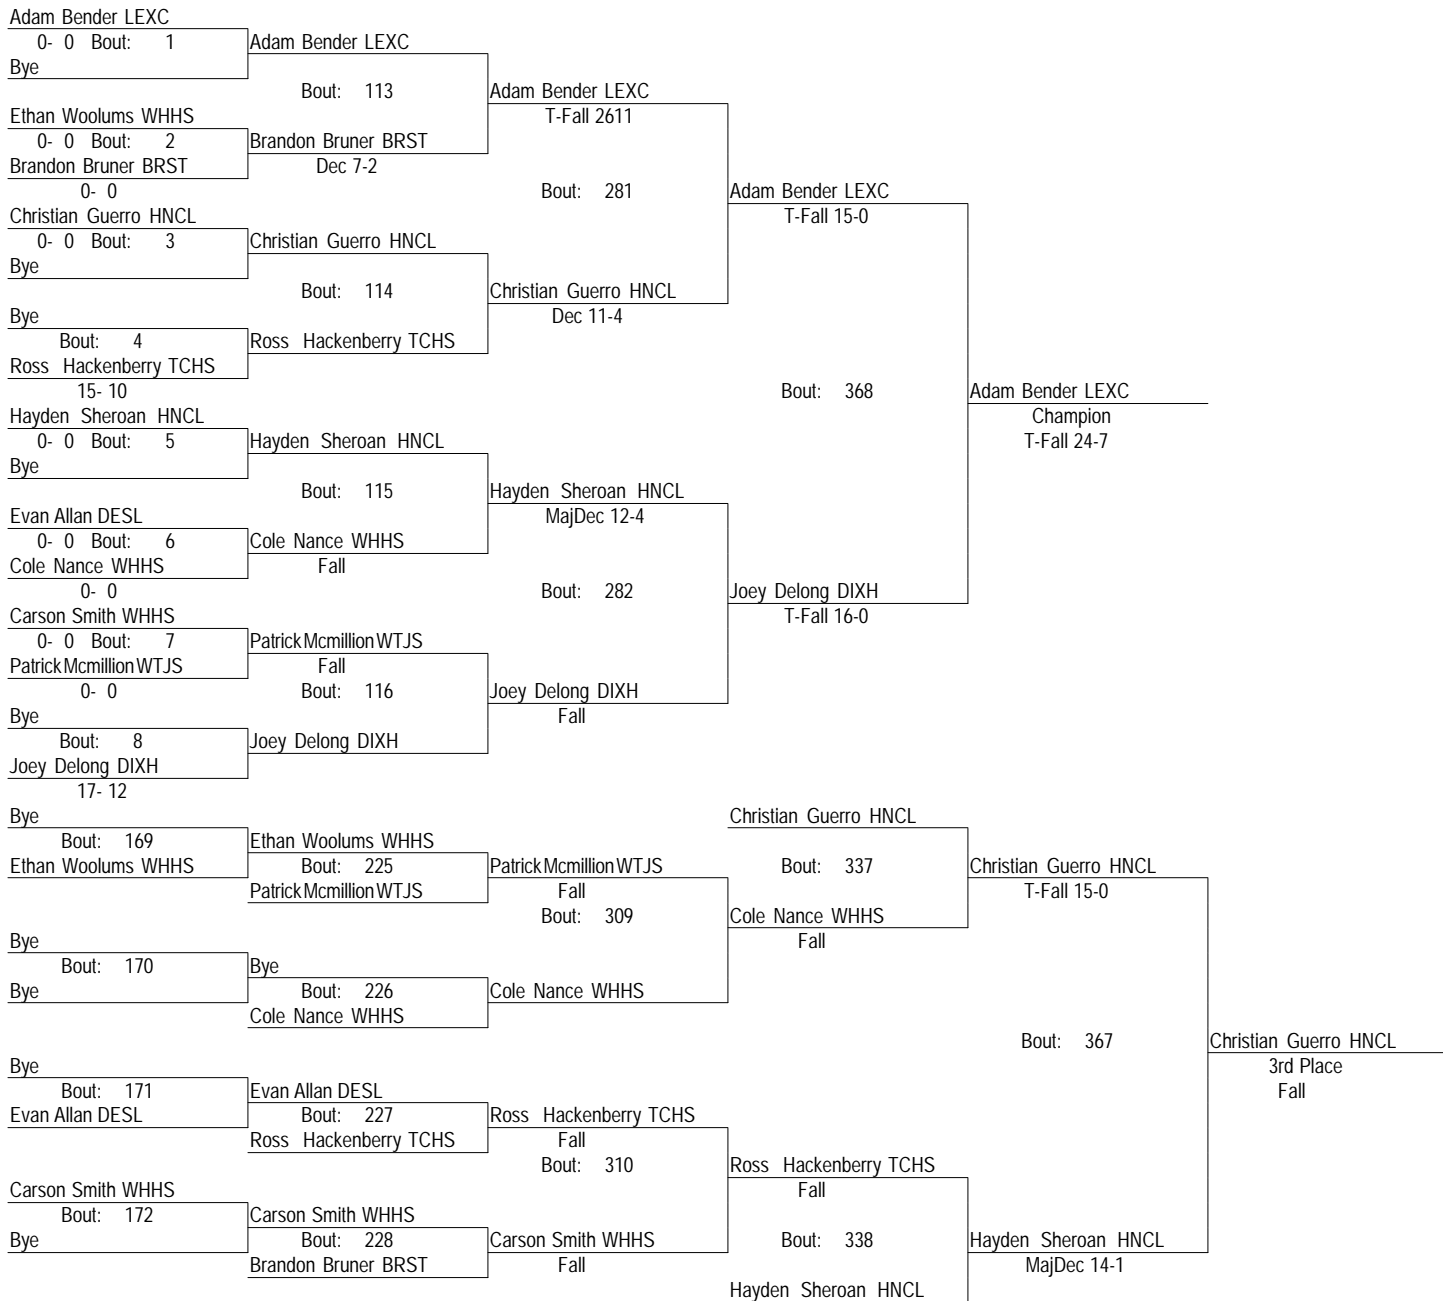 Adam Bender LEXC
0- 0 Bout: 1
Bye
Ethan Woolums WHHS
0- 0 Bout: 2
Brandon Bruner BRST
0- 0
Christian Guerro HNCL
0- 0 Bout: 3
Bye
Bye
Bout: 4
Ross Hackenberry TCHS
15- 10
Hayden Sheroan HNCL
0- 0 Bout: 5
Bye
Evan Allan DESL
0- 0 Bout: 6
Cole Nance WHHS
0- 0
Carson Smith WHHS
0- 0 Bout: 7
Patrick Mcmillion WTJS
0- 0
Bye
Bout: 8
Joey Delong DIXH
17- 12
Adam Bender LEXC
Bout: 113
Brandon Bruner BRST
Dec 7-2
Christian Guerro HNCL
Bout: 114
Ross Hackenberry TCHS
Hayden Sheroan HNCL
Bout: 115
Cole Nance WHHS
Fall
Patrick Mcmillion WTJS
Fall
Bout: 116
Joey Delong DIXH
Adam Bender LEXC
T-Fall 2611
Bout: 281
Christian Guerro HNCL
Dec 11-4
Hayden Sheroan HNCL
MajDec 12-4
Bout: 282
Joey Delong DIXH
Fall
Adam Bender LEXC
T-Fall 15-0
Bout: 368
Joey Delong DIXH
T-Fall 16-0
Adam Bender LEXC
Champion
T-Fall 24-7
Bye
Bout: 169
Ethan Woolums WHHS
Bye
Bout: 170
Bye
Bye
Bout: 171
Evan Allan DESL
Carson Smith WHHS
Bout: 172
Bye
Ethan Woolums WHHS
Bout: 225
Patrick Mcmillion WTJS
Bye
Bout: 226
Cole Nance WHHS
Evan Allan DESL
Bout: 227
Ross Hackenberry TCHS
Carson Smith WHHS
Bout: 228
Brandon Bruner BRST
Patrick Mcmillion WTJS
Fall
Bout: 309
Cole Nance WHHS
Ross Hackenberry TCHS
Fall
Bout: 310
Carson Smith WHHS
Fall
Christian Guerro HNCL
Bout: 337
Cole Nance WHHS
Fall
Ross Hackenberry TCHS
Fall
Bout: 338
Hayden Sheroan HNCL
Christian Guerro HNCL
T-Fall 15-0
Bout: 367
Hayden Sheroan HNCL
MajDec 14-1
Christian Guerro HNCL
3rd Place
Fall